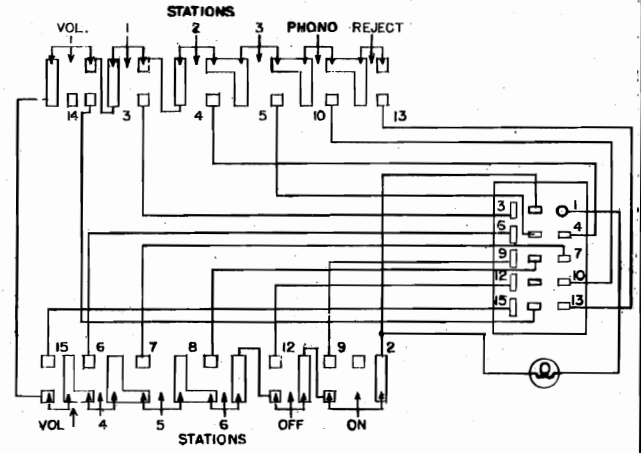 STATIONS
VOL. 1 2 3 PHONO REJECT
14 3 4 5 10 13
3 1
6 4
9 7
12 10
15 13
15 6 7 8 12 9 2
VOL 4 5 6 OFF ON
STATIONS